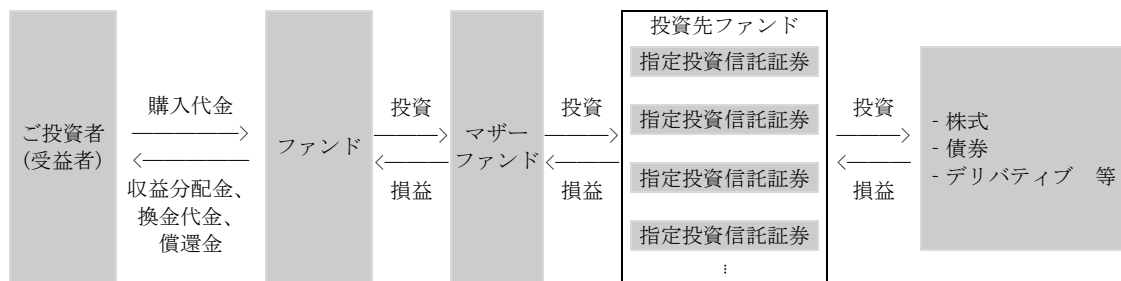 ご投資者
(受益者)
購入代金
収益分配金、
換金代金、
償還金
ファンド
投資
損益
マザー
ファンド
投資
損益
投資先ファンド
指定投資信託証券
指定投資信託証券
指定投資信託証券
指定投資信託証券
⋮
投資
損益
- 株式
- 債券
- デリバティブ　等